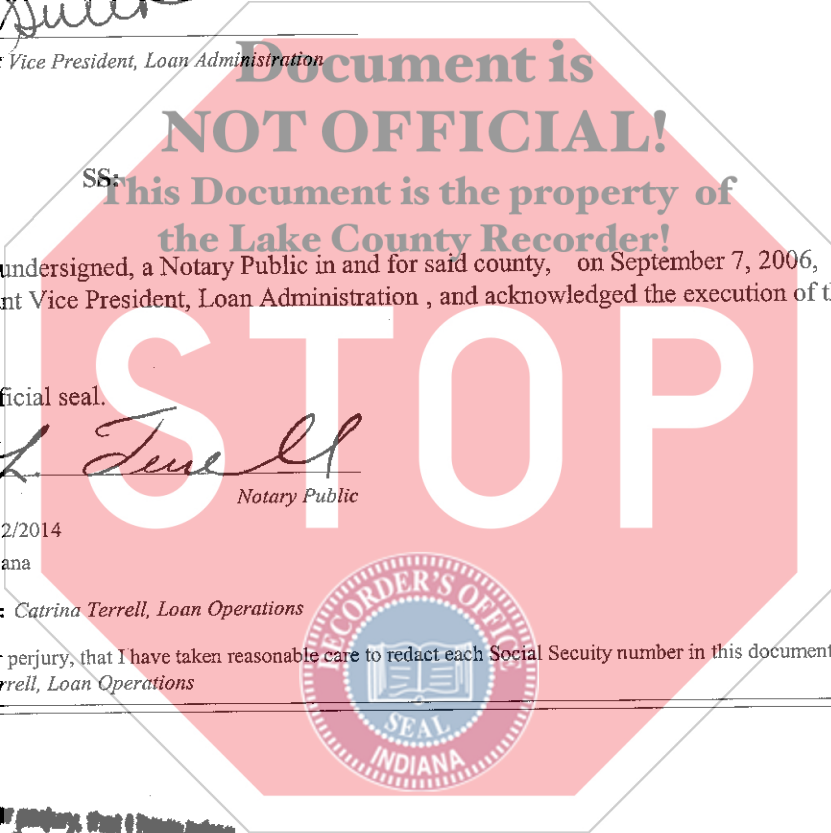 : Vice President, Loan Administration
Document is
NOT OFFICIAL!
SS:
This Document is the property of
the Lake County Recorder!
undersigned, a Notary Public in and for said county, on September 7, 2006,
nt Vice President, Loan Administration , and acknowledged the execution of t
STOP
ficial seal.
L Terrell
Notary Public
2/2014
ana
: Catrina Terrell, Loan Operations
perjury, that I have taken reasonable care to redact each Social Secuity number in this document
rrell, Loan Operations
RECORDER'S OFFICE
SEAL
INDIANA